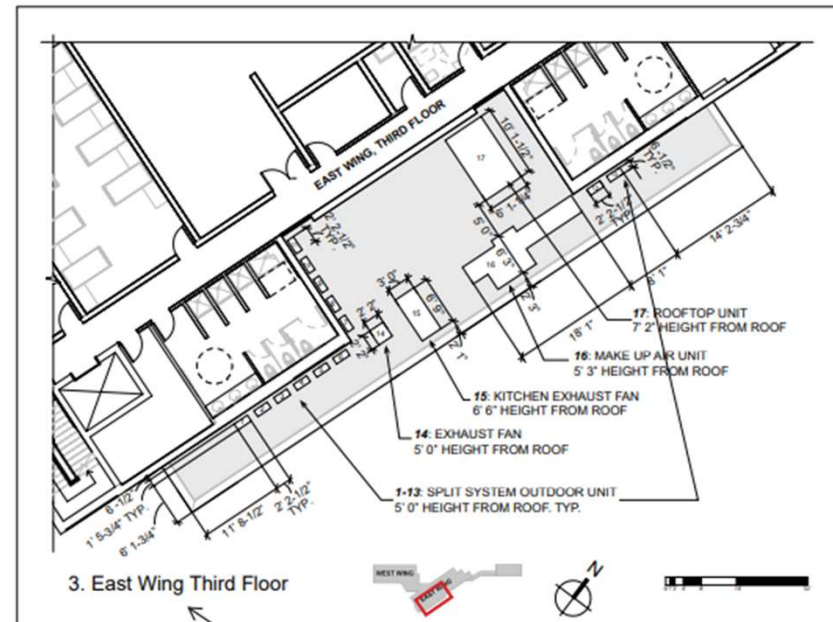 EAST WING, THIRD FLOOR
17
10' 1-1/2"
6-1/2"
TYP.
2' 2-1/2"
TYP.
14' 2-3/4"
2' 2-1/2"
TYP.
5' 0"
16
6' 3"
2' 3"
18' 1"
3' 0"
15
6' 9"
2' 1"
2' 2"
14
2' 2"
17: ROOFTOP UNIT
7' 2" HEIGHT FROM ROOF
16: MAKE UP AIR UNIT
5' 3" HEIGHT FROM ROOF
15: KITCHEN EXHAUST FAN
6' 6" HEIGHT FROM ROOF
14: EXHAUST FAN
5' 0" HEIGHT FROM ROOF
1-13: SPLIT SYSTEM OUTDOOR UNIT
5' 0" HEIGHT FROM ROOF. TYP.
6 -1/2"
1' 5-3/4" TYP.
6' 1-3/4"
11' 8-1/2"
2' 2-1/2"
TYP.
3. East Wing Third Floor
WEST WING
EAST WING
N